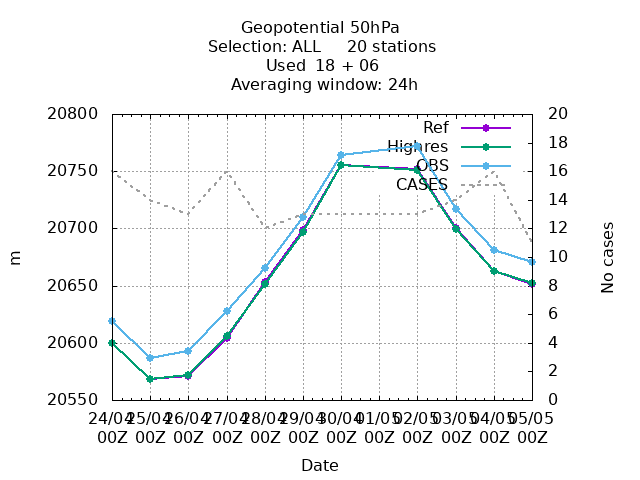 Geopotential 50hPa
Selection: ALL     20 stations
Used  18 + 06
Averaging window: 24h
20800
20750
20700
20650
20600
20550
m
20
18
16
14
12
10
8
6
4
2
0
No cases
Ref
Highres
OBS
CASES
24/04 25/04 26/04 27/04 28/04 29/04 30/04 01/05 02/05 03/05 04/05 05/05
00Z 00Z 00Z 00Z 00Z 00Z 00Z 00Z 00Z 00Z 00Z 00Z
Date